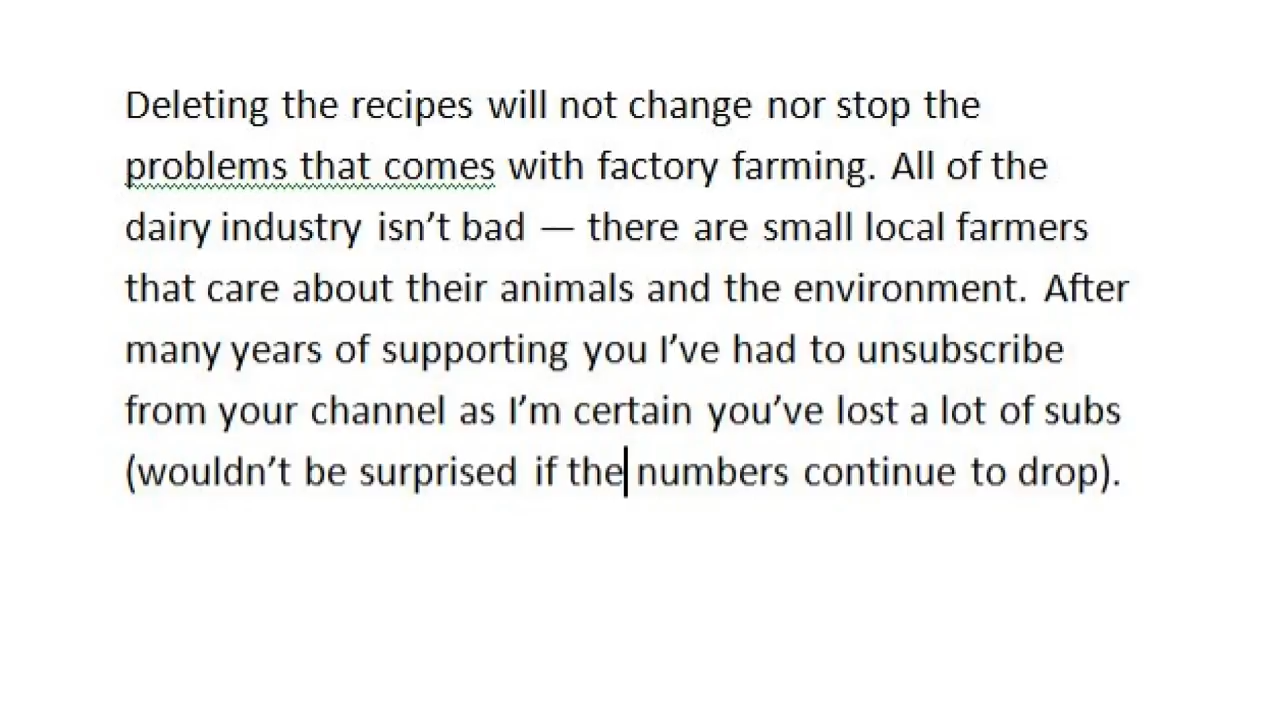 Deleting the recipes will not change nor stop the
problems that comes with factory farming. All of the
dairy industry isn’t bad — there are small local farmers
that care about their animals and the environment. After
many years of supporting you I’ve had to unsubscribe
from your channel as I’m certain you’ve lost a lot of subs
(wouldn’t be surprised if the numbers continue to drop).